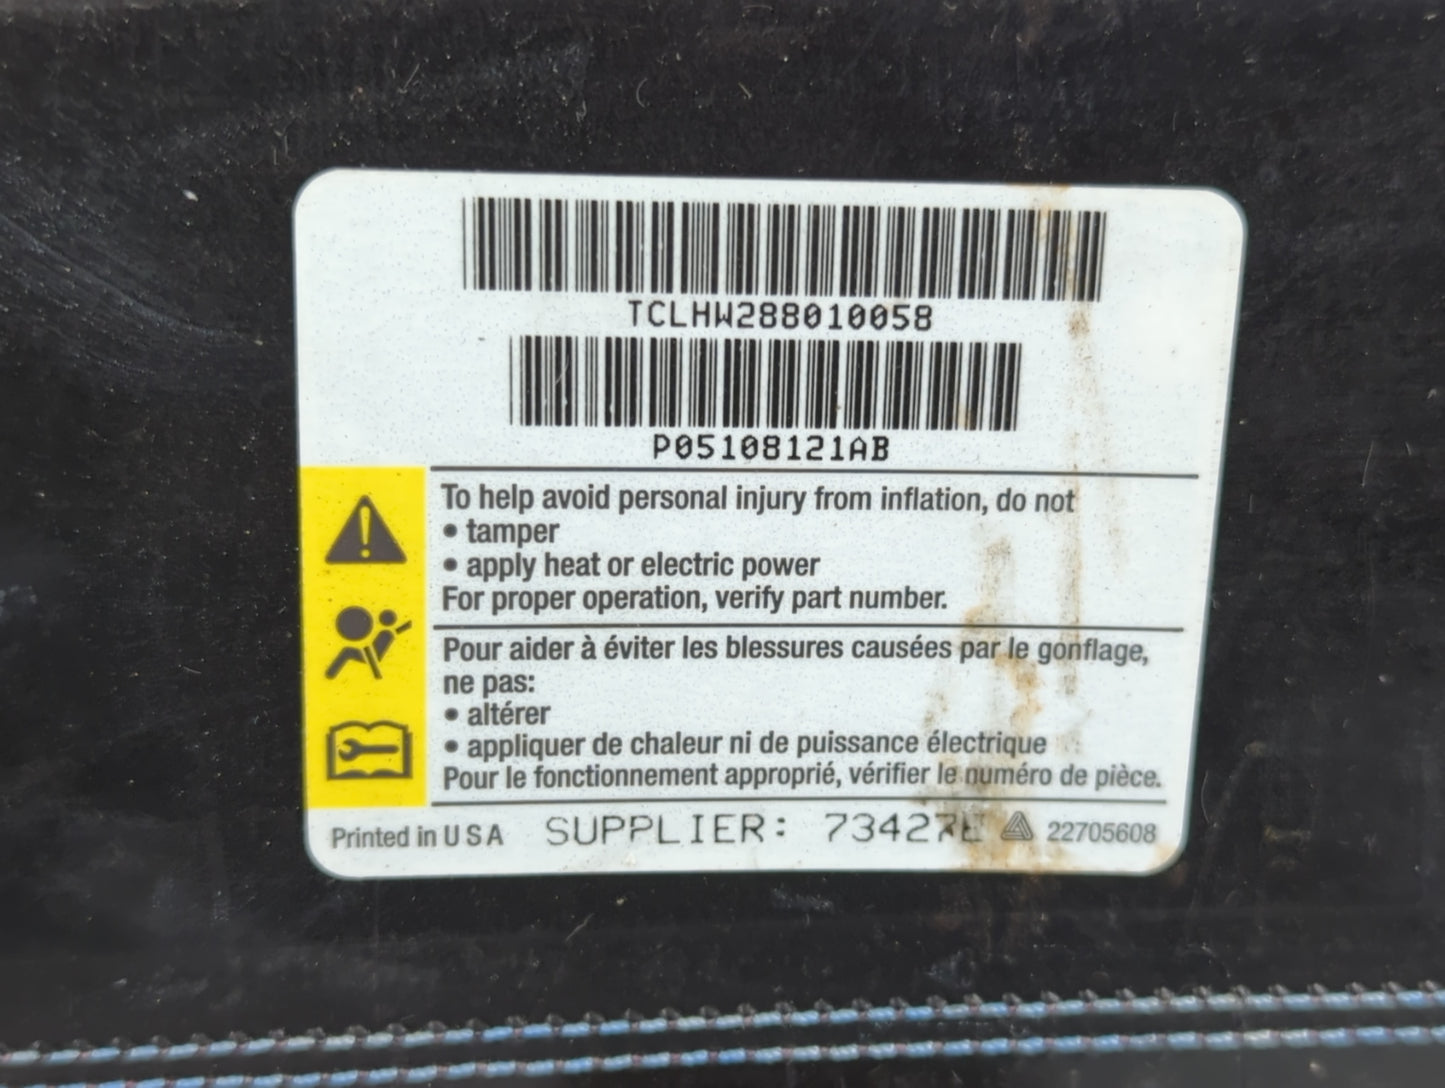 TCLHW288010058
P05108121AB
To help avoid personal injury from inflation, do not
• tamper
• apply heat or electric power
For proper operation, verify part number.
Pour aider à éviter les blessures causées par le gonflage,
ne pas:
• altérer
• appliquer de chaleur ni de puissance électrique
Pour le fonctionnement approprié, vérifier le numéro de pièce.
Printed in U S A SUPPLIER: 73427E 22705608